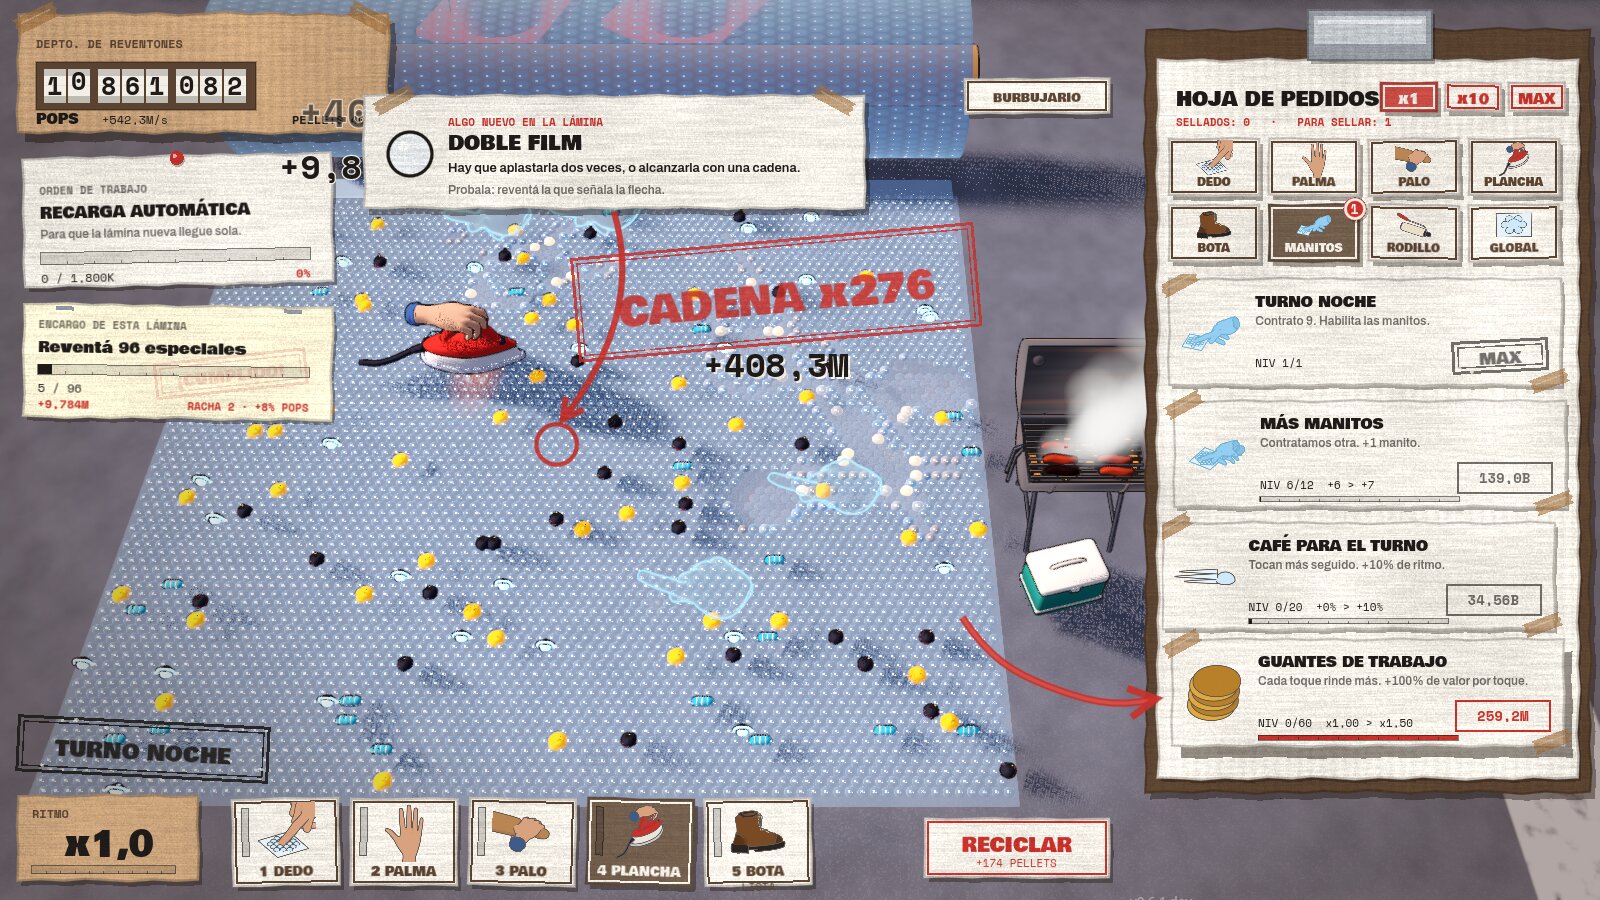 DEPTO. DE REVENTONES
10 861 082
POPS +542,3M/s
+9,8
ORDEN DE TRABAJO
RECARGA AUTOMÁTICA
Para que la lámina nueva llegue sola.
0 / 1.800K 0%
ENCARGO DE ESTA LÁMINA
Reventá 96 especiales
5 / 96
+9,784M RACHA 2 · +8% POPS
ALGO NUEVO EN LA LÁMINA
DOBLE FILM
Hay que aplastarla dos veces, o alcanzarla con una cadena.
Probala: reventá la que señala la flecha.
BURBUJARIO
CADENA x276
+408,3M
TURNO NOCHE
RITMO
x1,0
1 DEDO
2 PALMA
3 PALO
4 PLANCHA
5 BOTA
RECICLAR
+174 PELLETS
HOJA DE PEDIDOS x1 x10 MAX
SELLADOS: 0 · PARA SELLAR: 1
DEDO
PALMA
PALO
PLANCHA
BOTA
MANITOS
1
RODILLO
GLOBAL
TURNO NOCHE
Contrato 9. Habilita las manitos.
NIV 1/1
MAX
MÁS MANITOS
Contratamos otra. +1 manito.
NIV 6/12 +6 > +7
139,0B
CAFÉ PARA EL TURNO
Tocan más seguido. +10% de ritmo.
NIV 0/20 +0% > +10%
34,56B
GUANTES DE TRABAJO
Cada toque rinde más. +100% de valor por toque.
NIV 0/60 x1,00 > x1,50
259,2M